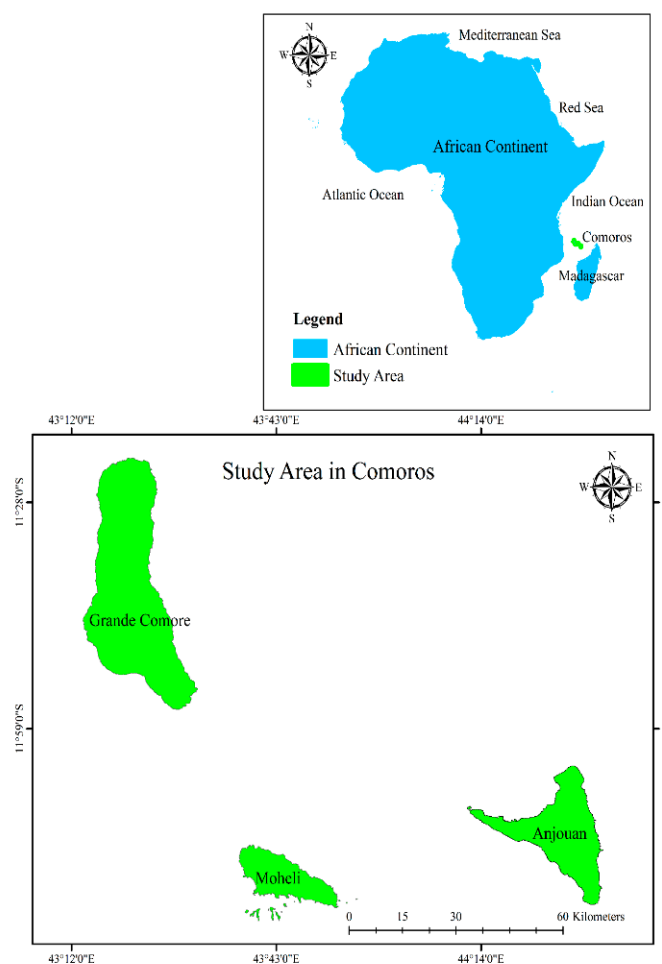 Mediterranean Sea
N
W E
S
Red Sea
African Continent
Atlantic Ocean
Indian Ocean
Comoros
Madagascar
Legend
African Continent
Study Area
43°12'0"E 43°43'0"E 44°14'0"E
Study Area in Comoros
N
W E
S
11°28'0"S
Grande Comore
11°59'0"S
Anjouan
Moheli
0 15 30 60 Kilometers
43°12'0"E 43°43'0"E 44°14'0"E